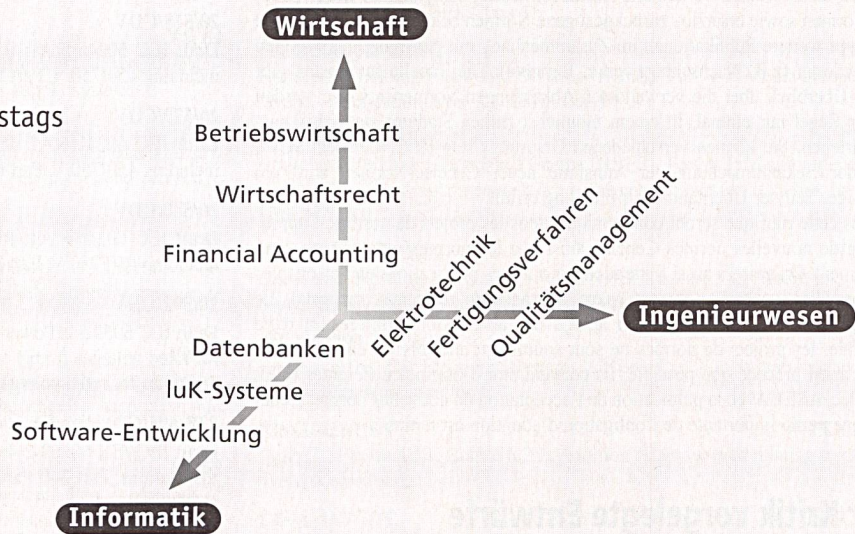 Wirtschaft
stags
Betriebswirtschaft
Wirtschaftsrecht
Financial Accounting
Elektrotechnik
Fertigungsverfahren
Qualitätsmanagement
Ingenieurwesen
Datenbanken
IuK-Systeme
Software-Entwicklung
Informatik